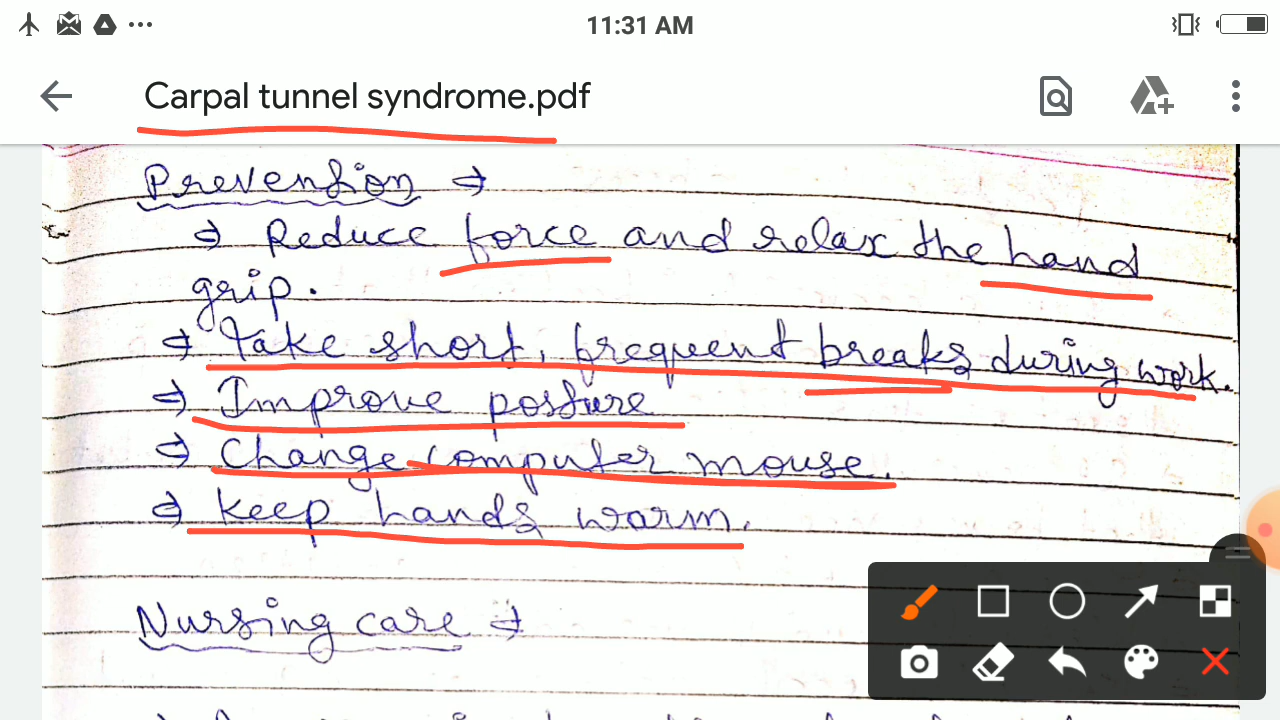 11:31 AM
Carpal tunnel syndrome.pdf
Prevention ⇒
⇒ Reduce force and relax the hand
grip.
⇒ Take short, frequent breaks during work.
⇒ Improve posture
⇒ Change computer mouse.
⇒ Keep hands warm.
Nursing care ⇒